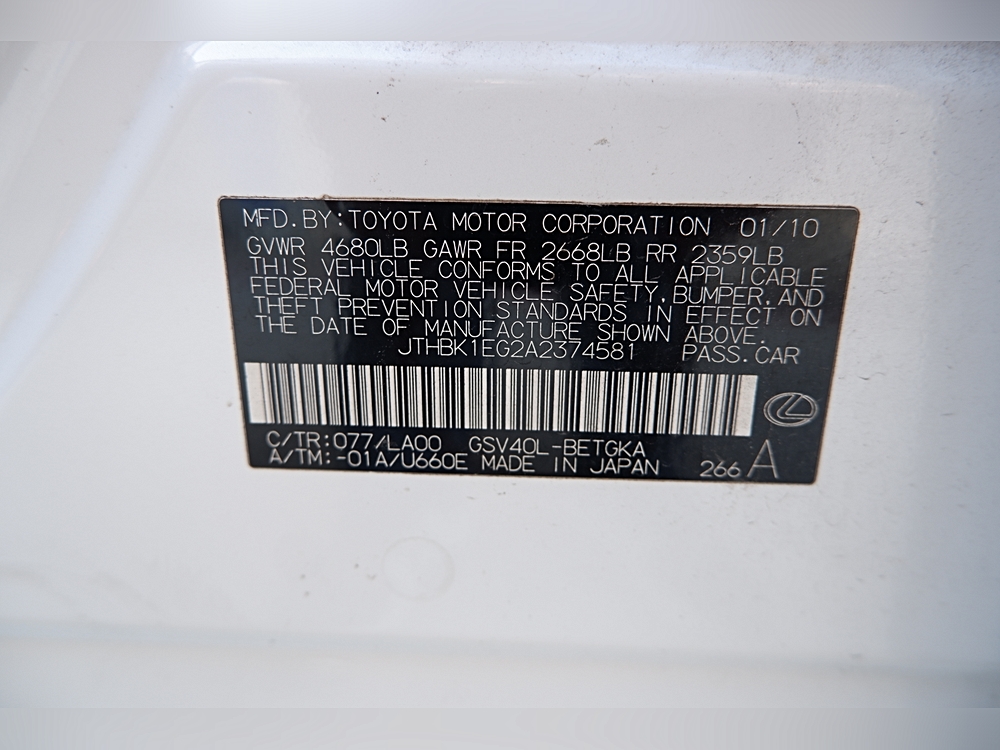 MFD.BY:TOYOTA MOTOR CORPORATION 01/10
GVWR 4680LB GAWR FR 2668LB RR 2359LB
THIS VEHICLE CONFORMS TO ALL APPLICABLE
FEDERAL MOTOR VEHICLE SAFETY,BUMPER,AND
THEFT PREVENTION STANDARDS IN EFFECT ON
THE DATE OF MANUFACTURE SHOWN ABOVE.
JTHBK1EG2A2374581 PASS.CAR
C/TR:077/LA00 GSV40L-BETGKA
A/TM:-01A/U660E MADE IN JAPAN 266 A